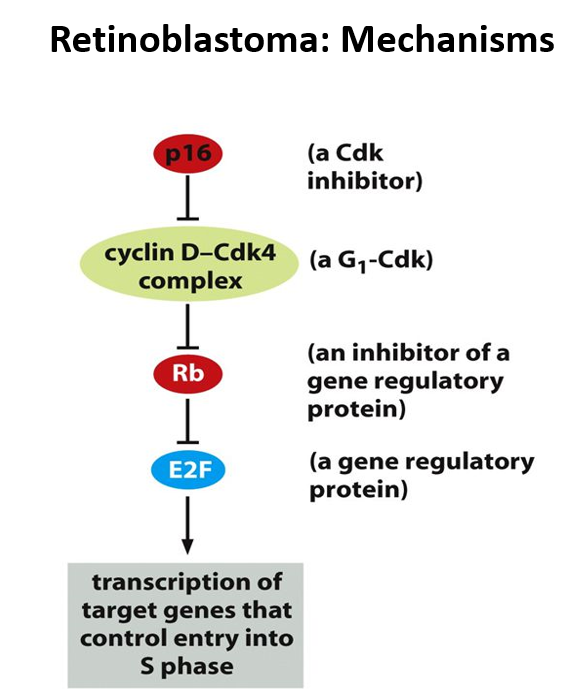 Retinoblastoma: Mechanisms
p16
(a Cdk
inhibitor)
cyclin D–Cdk4
complex
(a G₁-Cdk)
Rb
(an inhibitor of a
gene regulatory
protein)
E2F
(a gene regulatory
protein)
transcription of
target genes that
control entry into
S phase